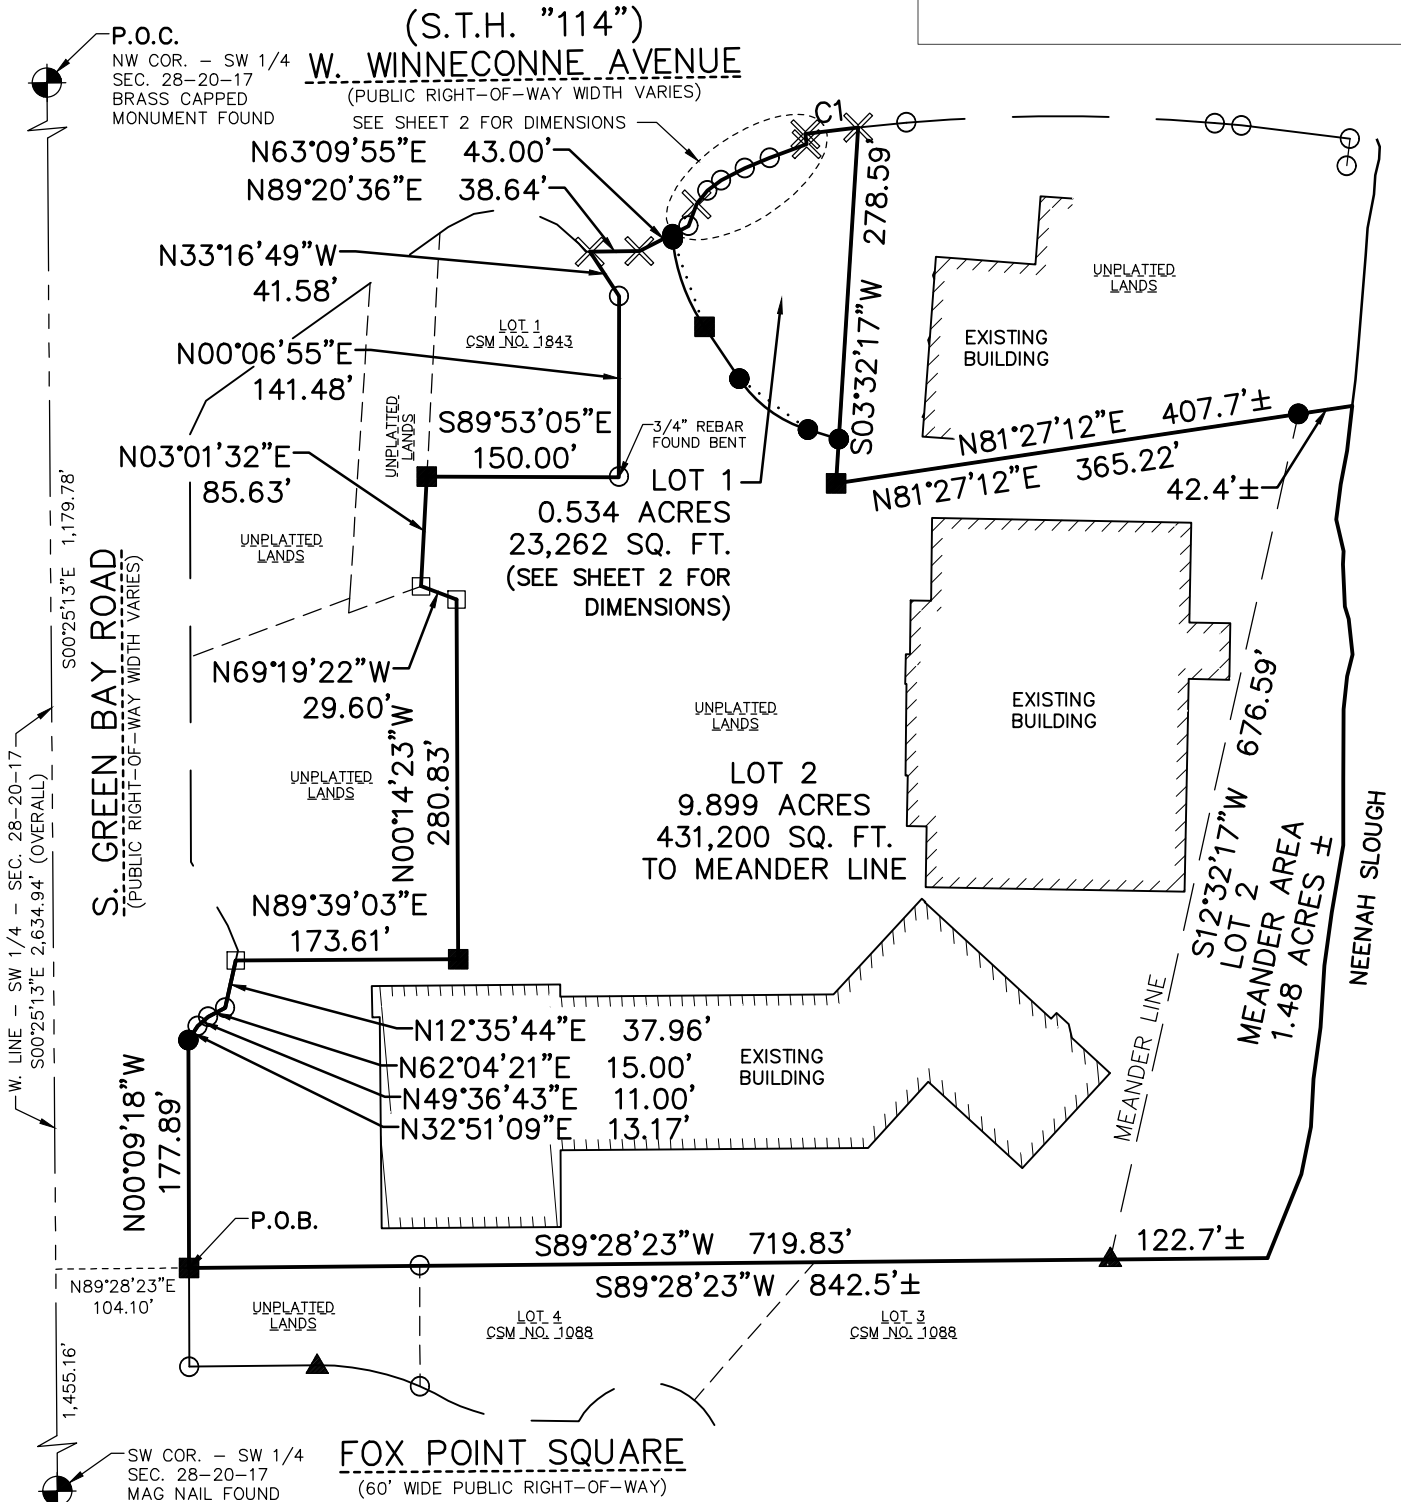 (S.T.H. "114")
W. WINNECONNE AVENUE
(PUBLIC RIGHT-OF-WAY WIDTH VARIES)
P.O.C.
NW COR. - SW 1/4
SEC. 28-20-17
BRASS CAPPED
MONUMENT FOUND
SEE SHEET 2 FOR DIMENSIONS
C1
N63°09'55"E 43.00'
N89°20'36"E 38.64'
N33°16'49"W
41.58'
N00°06'55"E
141.48'
LOT 1
CSM NO. 1843
S03°32'17"W 278.59'
UNPLATTED
LANDS
EXISTING
BUILDING
UNPLATTED
LANDS
S89°53'05"E
150.00'
3/4" REBAR
FOUND BENT
N03°01'32"E
85.63'
N81°27'12"E 407.7'±
N81°27'12"E 365.22'
42.4'±
LOT 1
0.534 ACRES
23,262 SQ. FT.
(SEE SHEET 2 FOR
DIMENSIONS)
UNPLATTED
LANDS
S00°25'13"E 1,179.78'
S. GREEN BAY ROAD
(PUBLIC RIGHT-OF-WAY WIDTH VARIES)
N69°19'22"W
29.60'
N00°14'23"W
280.83'
UNPLATTED
LANDS
UNPLATTED
LANDS
EXISTING
BUILDING
LOT 2
9.899 ACRES
431,200 SQ. FT.
TO MEANDER LINE
S12°32'17"W 676.59'
LOT 2
MEANDER AREA
1.48 ACRES ±
NEENAH SLOUGH
MEANDER LINE
W. LINE - SW 1/4 - SEC. 28-20-17
S00°25'13"E 2,634.94' (OVERALL)
N89°39'03"E
173.61'
N12°35'44"E 37.96'
N62°04'21"E 15.00'
N49°36'43"E 11.00'
N32°51'09"E 13.17'
EXISTING
BUILDING
N00°09'18"W
177.89'
P.O.B.
S89°28'23"W 719.83'
122.7'±
S89°28'23"W 842.5'±
N89°28'23"E
104.10'
UNPLATTED
LANDS
LOT 4
CSM NO. 1088
LOT 3
CSM NO. 1088
1,455.16'
SW COR. - SW 1/4
SEC. 28-20-17
MAG NAIL FOUND
FOX POINT SQUARE
(60' WIDE PUBLIC RIGHT-OF-WAY)